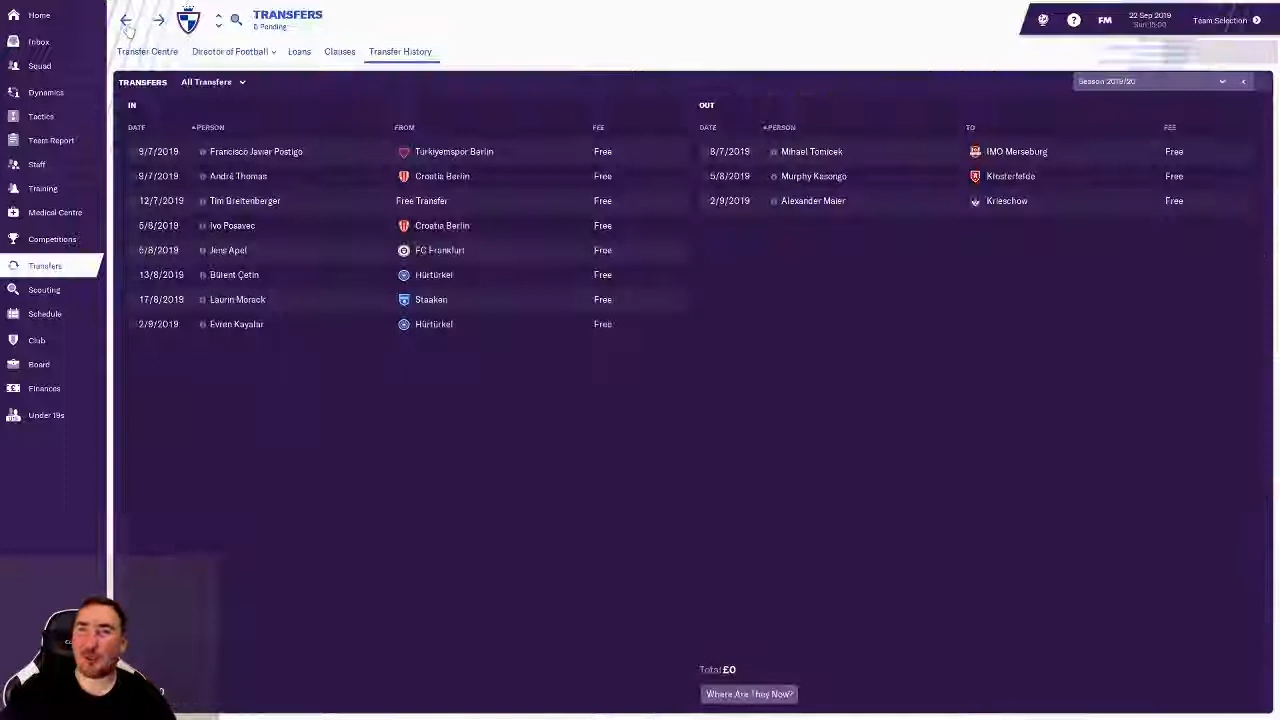 Home
Inbox
Squad
Dynamics
Tactics
Team Report
Staff
Training
Medical Centre
Competitions
Transfers
Scouting
Schedule
Club
Board
Finances
Under 19s
TRANSFERS
6 Pending
FM
22 Sep 2019
Sun 15:00
Team Selection
Transfer Centre
Director of Football
Loans
Clauses
Transfer History
TRANSFERS
All Transfers
Season 2019/20
IN
DATE PERSON FROM FEE
9/7/2019 Francisco Javier Postigo Türkiyemspor Berlin Free
9/7/2019 André Thomas Croatia Berlin Free
12/7/2019 Tim Breitenberger Free Transfer Free
5/8/2019 Ivo Posavec Croatia Berlin Free
5/8/2019 Jens Apel FC Frankfurt Free
13/8/2019 Bülent Çetin Hürtürkel Free
17/8/2019 Laurin Morack Staaken Free
2/9/2019 Evren Kayalar Hürtürkel Free
OUT
DATE PERSON TO FEE
8/7/2019 Mihael Tomicek IMO Merseburg Free
5/8/2019 Murphy Kasongo Klosterfelde Free
2/9/2019 Alexander Maier Krieschow Free
Total £0
Where Are They Now?